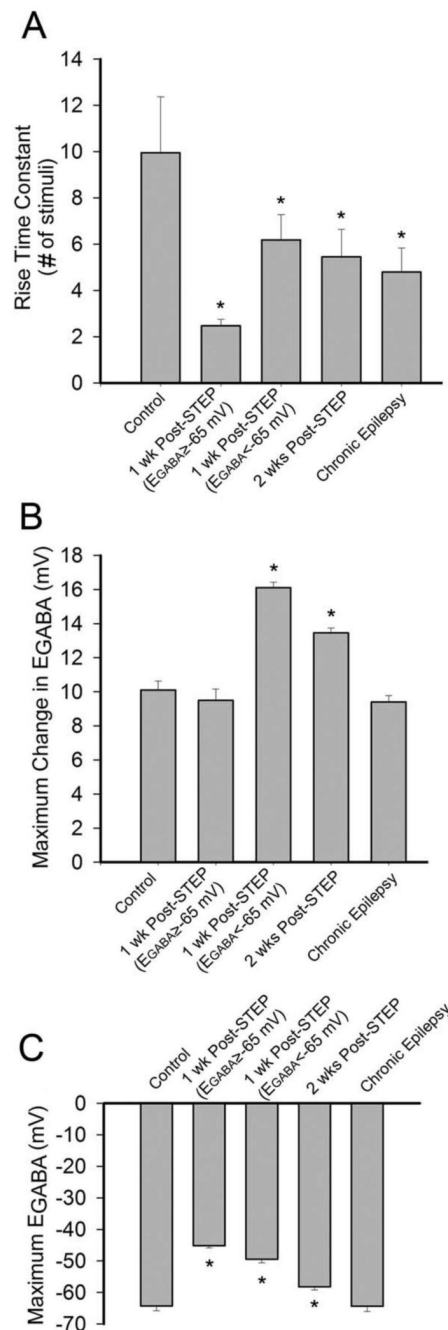 A
Rise Time Constant
(# of stimuli)
14
12
10
8
6
4
2
0
*
*
*
*
Control
1 wk Post-STEP
(EGABA≥-65 mV)
1 wk Post-STEP
(EGABA<-65 mV)
2 wks Post-STEP
Chronic Epilepsy
B
Maximum Change in EGABA (mV)
18
16
14
12
10
8
6
4
2
0
*
*
Control
1 wk Post-STEP
(EGABA≥-65 mV)
1 wk Post-STEP
(EGABA<-65 mV)
2 wks Post-STEP
Chronic Epilepsy
C
Control
1 wk Post-STEP
(EGABA≥-65 mV)
1 wk Post-STEP
(EGABA<-65 mV)
2 wks Post-STEP
Chronic Epilepsy
Maximum EGABA (mV)
0
-10
-20
-30
-40
-50
-60
-70
*
*
*